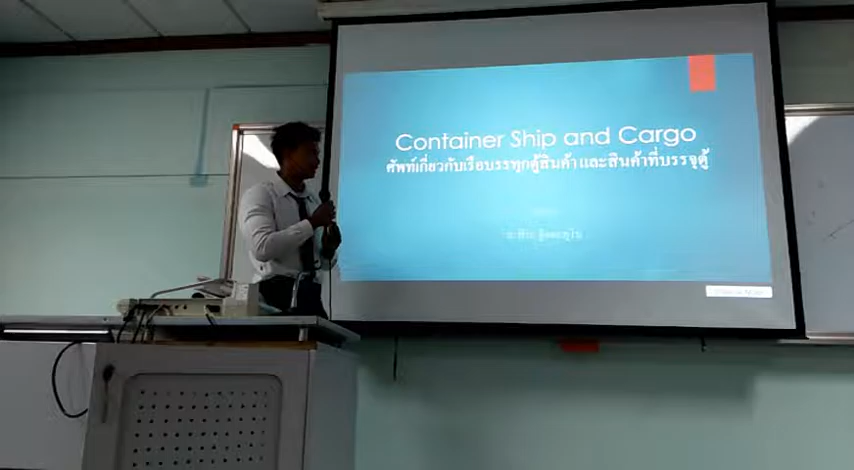 Container Ship and Cargo
ศัพท์เกี่ยวกับเรือบรรทุกตู้สินค้าและสินค้าที่บรรจุตู้